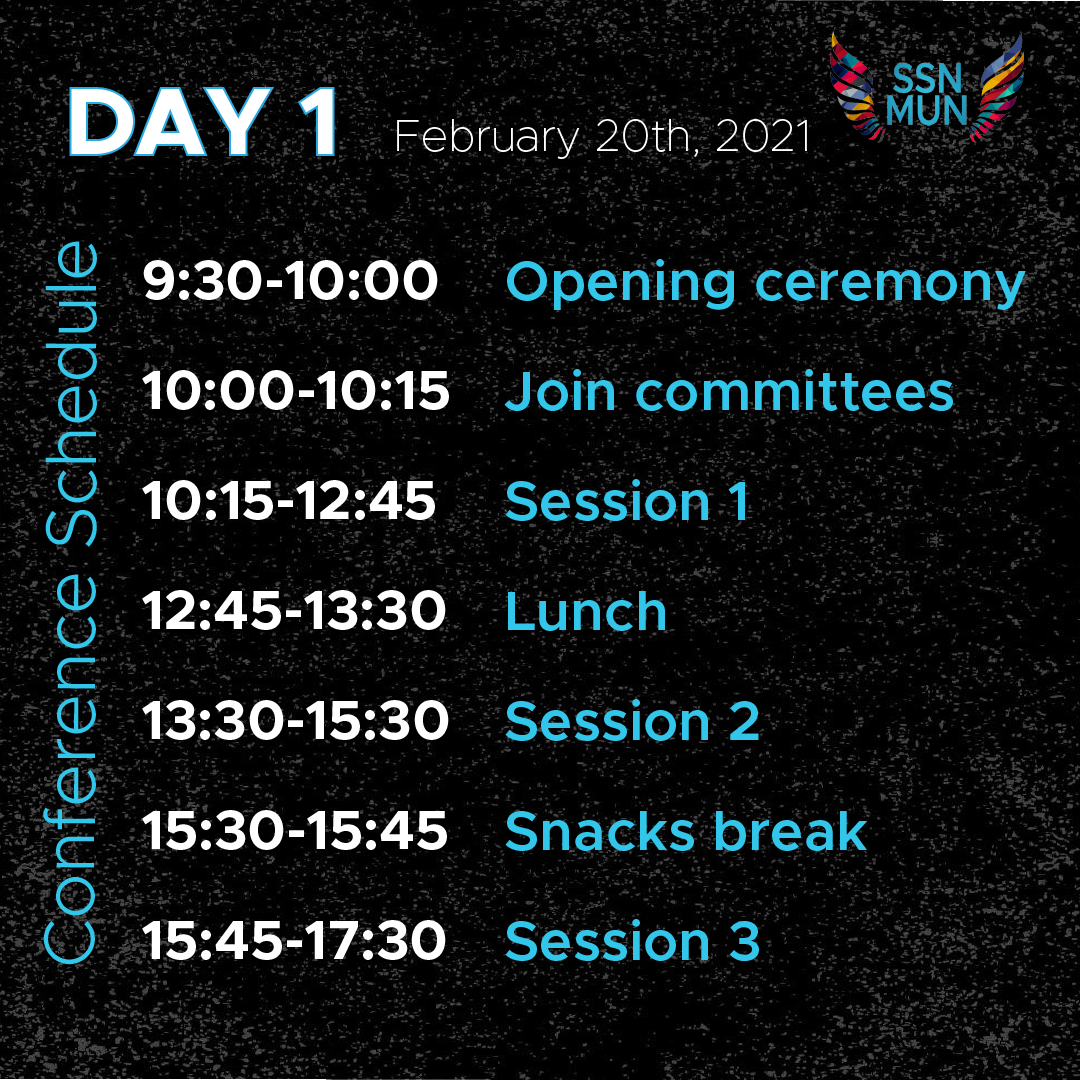 DAY 1
February 20th, 2021
SSN
MUN
Conference Schedule
9:30-10:00 Opening ceremony
10:00-10:15 Join committees
10:15-12:45 Session 1
12:45-13:30 Lunch
13:30-15:30 Session 2
15:30-15:45 Snacks break
15:45-17:30 Session 3